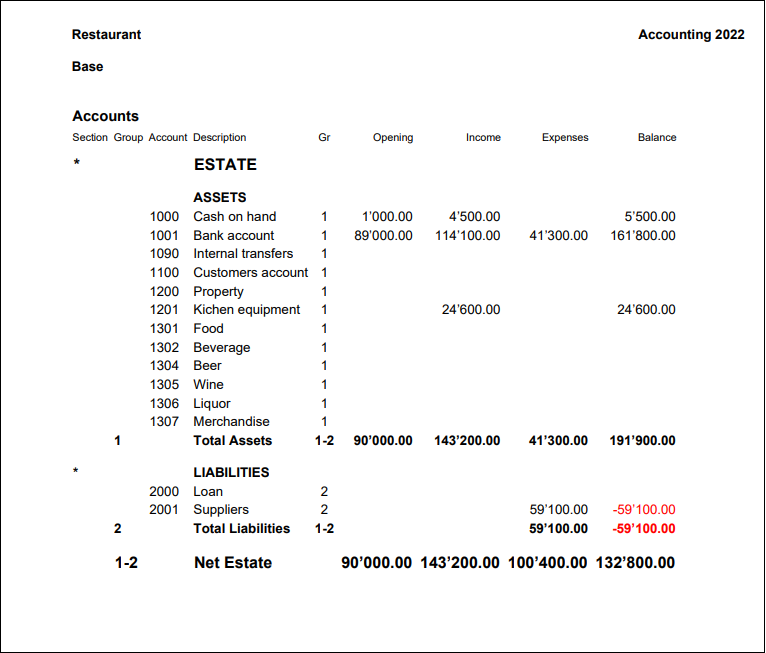 Restaurant Accounting 2022
Base
Accounts
Section Group Account Description Gr Opening Income Expenses Balance
* ESTATE
ASSETS
1000 Cash on hand 1 1’000.00 4’500.00 5’500.00
1001 Bank account 1 89’000.00 114’100.00 41’300.00 161’800.00
1090 Internal transfers 1
1100 Customers account 1
1200 Property 1
1201 Kichen equipment 1 24’600.00 24’600.00
1301 Food 1
1302 Beverage 1
1304 Beer 1
1305 Wine 1
1306 Liquor 1
1307 Merchandise 1
1 Total Assets 1-2 90’000.00 143’200.00 41’300.00 191’900.00
* LIABILITIES
2000 Loan 2
2001 Suppliers 2 59’100.00 -59’100.00
2 Total Liabilities 1-2 59’100.00 -59’100.00
1-2 Net Estate 90’000.00 143’200.00 100’400.00 132’800.00